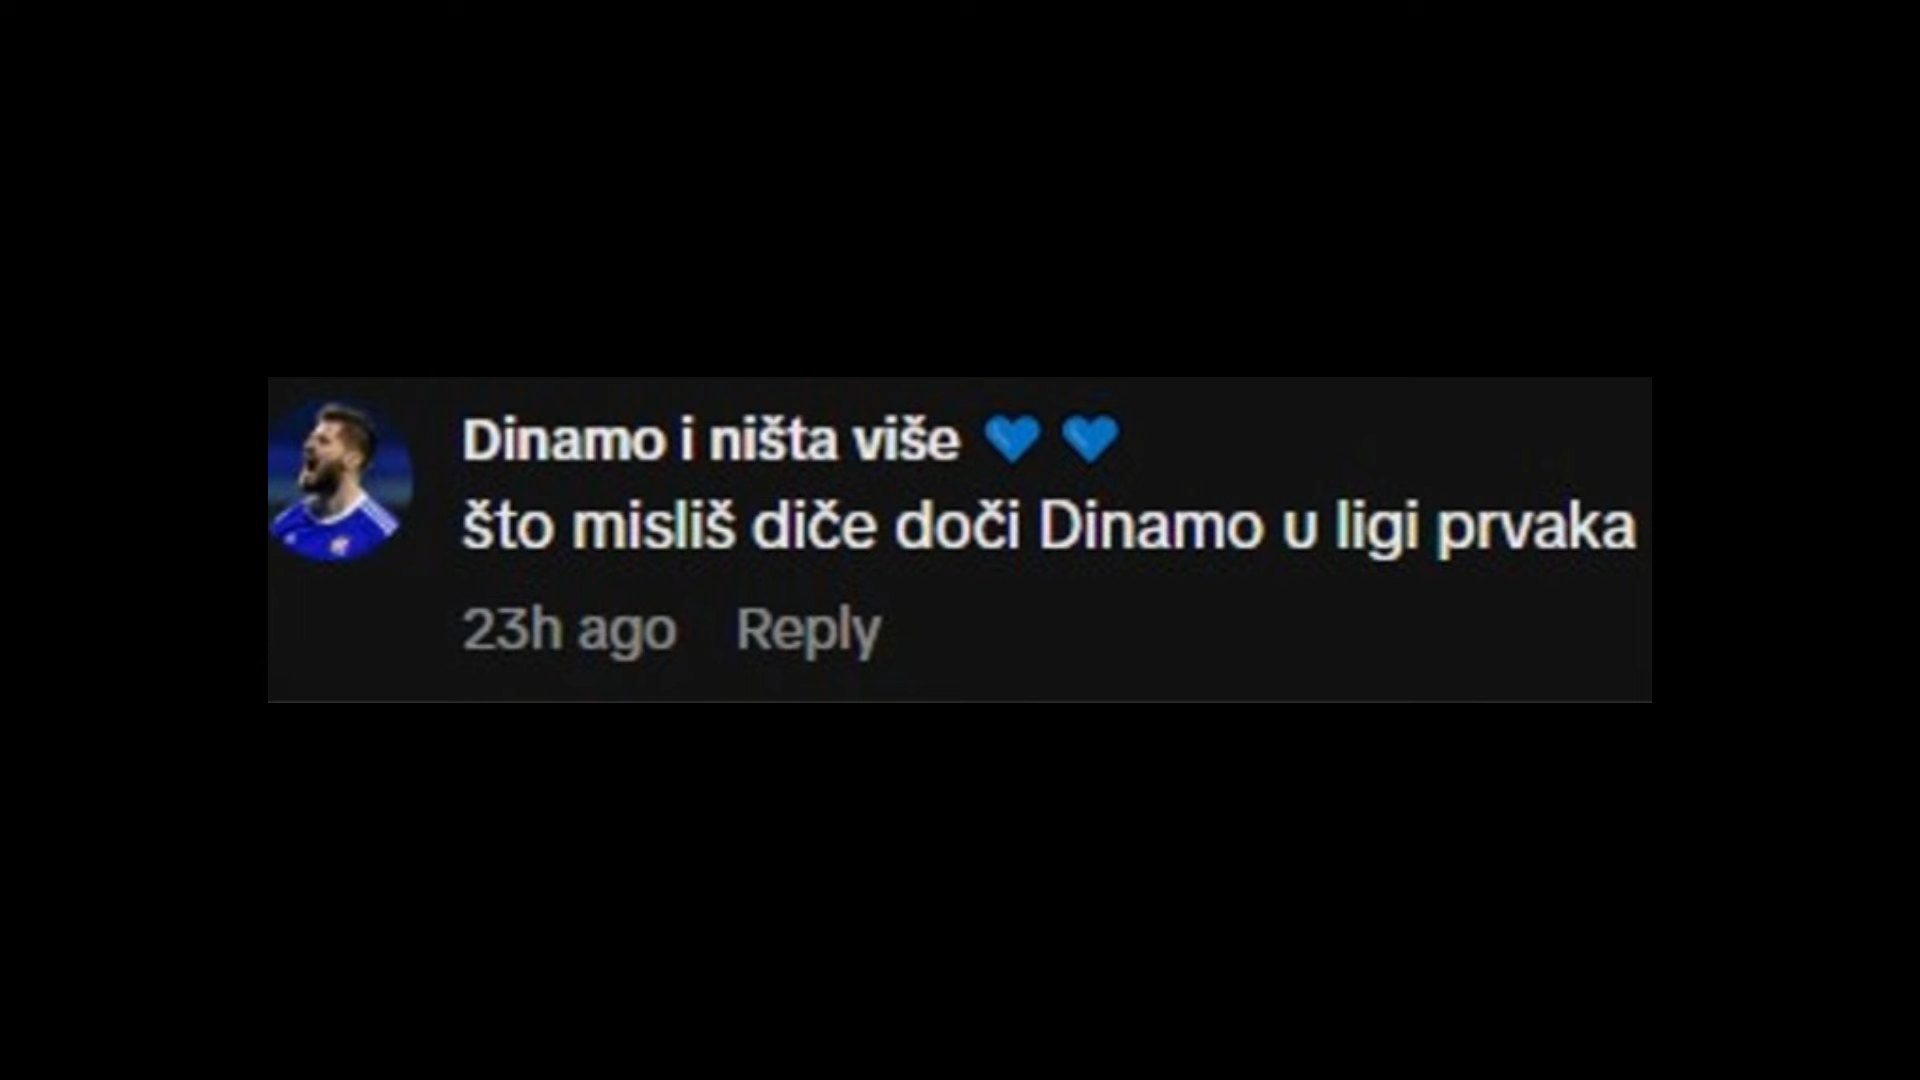 Dinamo i ništa više 💙 💙
što misliš diče doči Dinamo u ligi prvaka
23h ago Reply